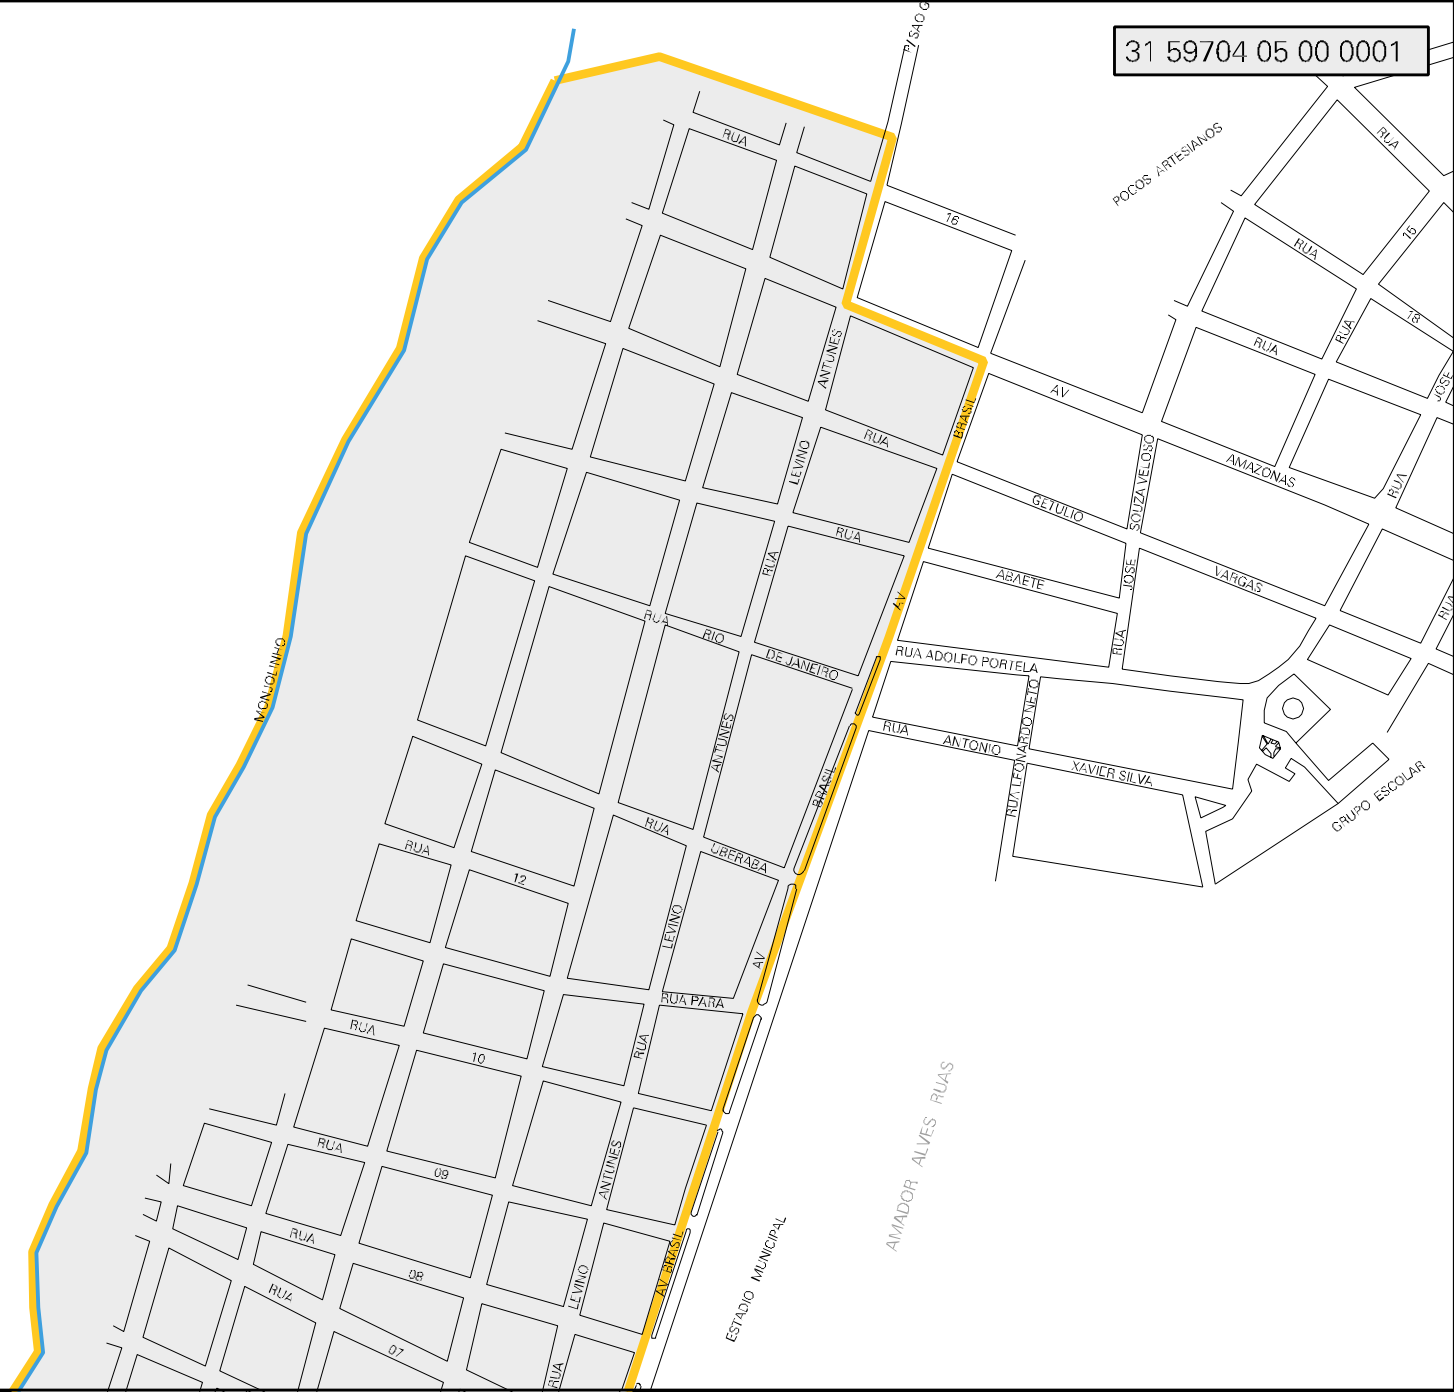 P/SAO G
31 59704 05 00 0001
RUA
POCOS ARTESIANOS
RUA
16
15
RUA
18
RUA
RUA
ANTUNES
JOSE
AV
BRASIL
RUA
LEVINO
SOUZA VELOSO
AMAZONAS
RUA
GETULIO
RUA
RUA
ABAETE
JOSE
VARGAS
AV
RUA
RUA
RIO
DE JANEIRO
RUA
RUA ADOLFO PORTELA
MONJOLINHO
RUA LEONARDO NETO
ANTUNES
RUA
ANTONIO
XAVIER SILVA
BRASIL
GRUPO ESCOLAR
RUA
UBERABA
RUA
12
LEVINO
AV
RUA PARA
RUA
10
RUA
AMADOR ALVES RUAS
RUA
09
ANTUNES
RUA
08
AV BRASIL
ESTADIO MUNICIPAL
RUA
LEVINO
07
RUA